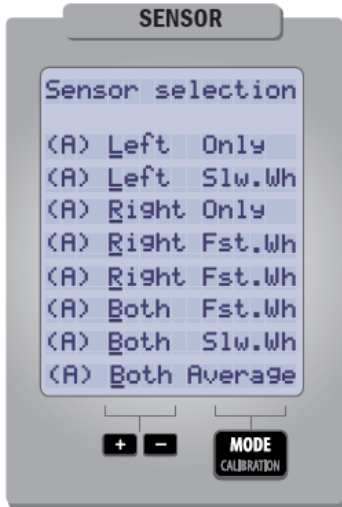 SENSOR
Sensor selection
(A) Left Only
(A) Left Slw.Wh
(A) Right Only
(A) Right Fst.Wh
(A) Right Fst.Wh
(A) Both Fst.Wh
(A) Both Slw.Wh
(A) Both Average
+ - MODE
CALIBRATION